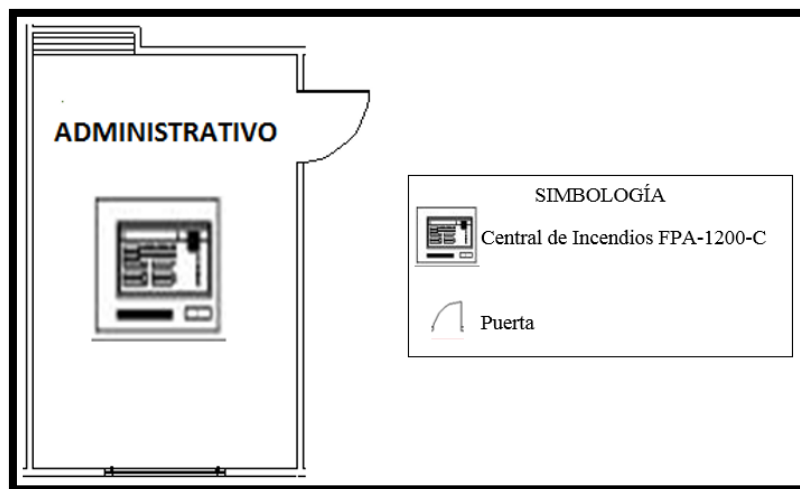 ADMINISTRATIVO
SIMBOLOGÍA
Central de Incendios FPA-1200-C
Puerta